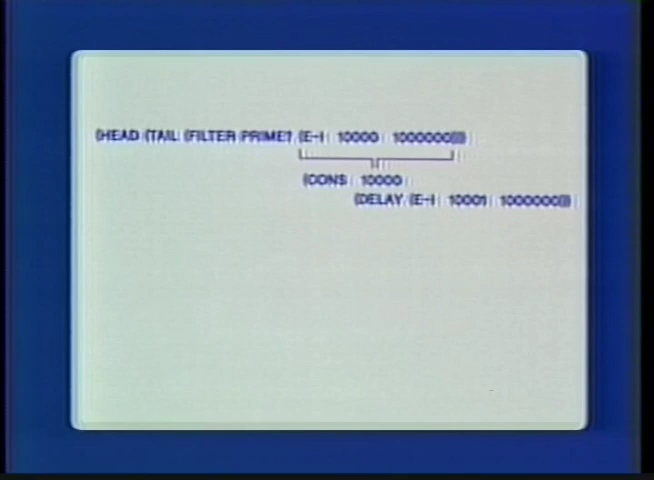 (HEAD (TAIL (FILTER PRIME? (E-I 10000 1000000))))
(CONS 10000
(DELAY (E-I 10001 1000000)))